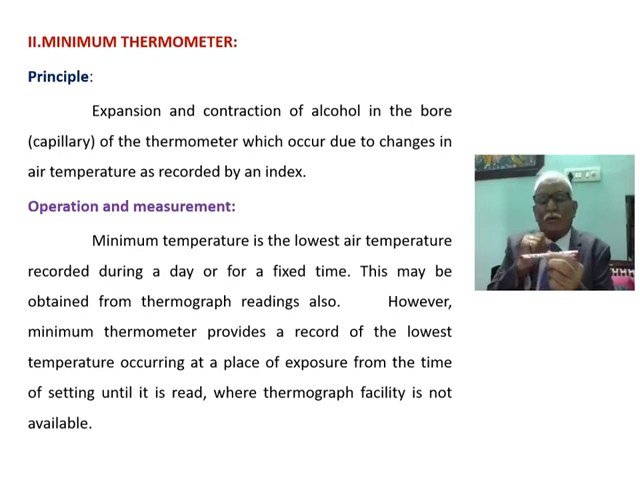 II.MINIMUM THERMOMETER:
Principle:
Expansion and contraction of alcohol in the bore
(capillary) of the thermometer which occur due to changes in
air temperature as recorded by an index.
Operation and measurement:
Minimum temperature is the lowest air temperature
recorded during a day or for a fixed time. This may be
obtained from thermograph readings also. However,
minimum thermometer provides a record of the lowest
temperature occurring at a place of exposure from the time
of setting until it is read, where thermograph facility is not
available.